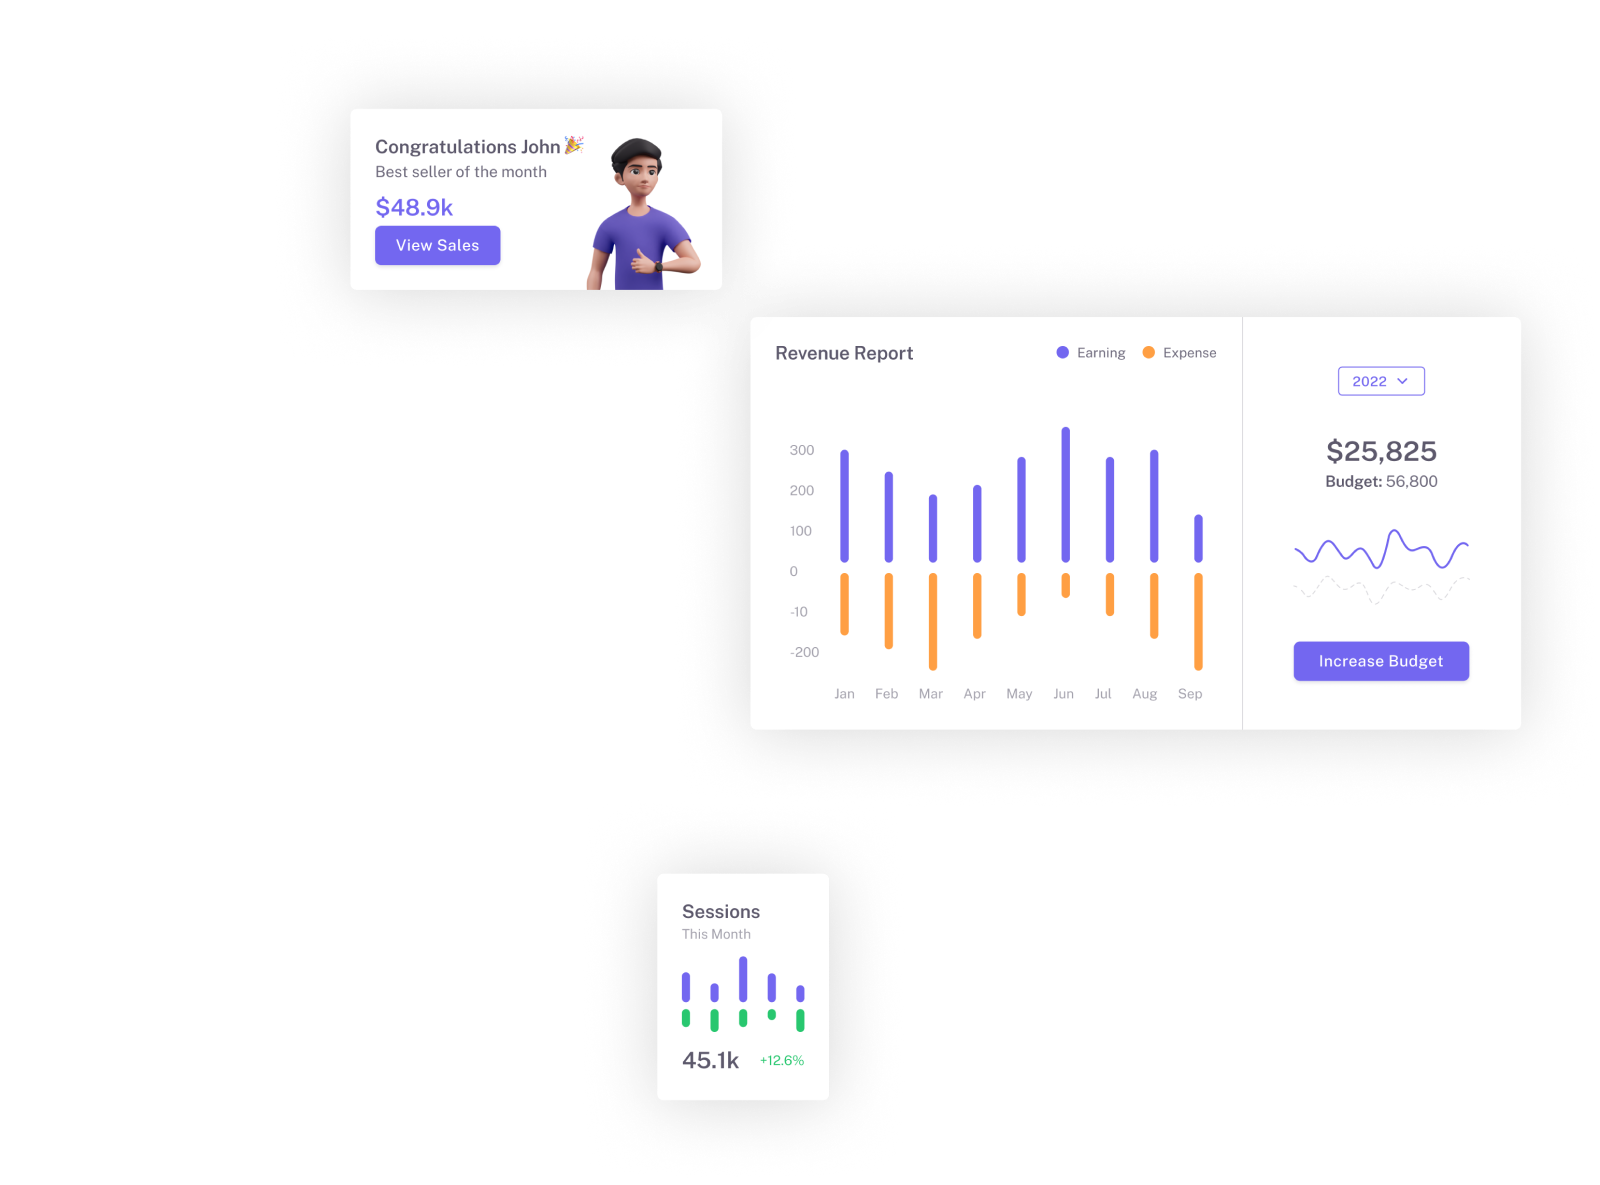 Congratulations John 🎉
Best seller of the month
$48.9k
View Sales
Revenue Report
Earning
Expense
300
200
100
0
-10
-200
Jan Feb Mar Apr May Jun Jul Aug Sep
2022
$25,825
Budget: 56,800
Increase Budget
Sessions
This Month
45.1k +12.6%